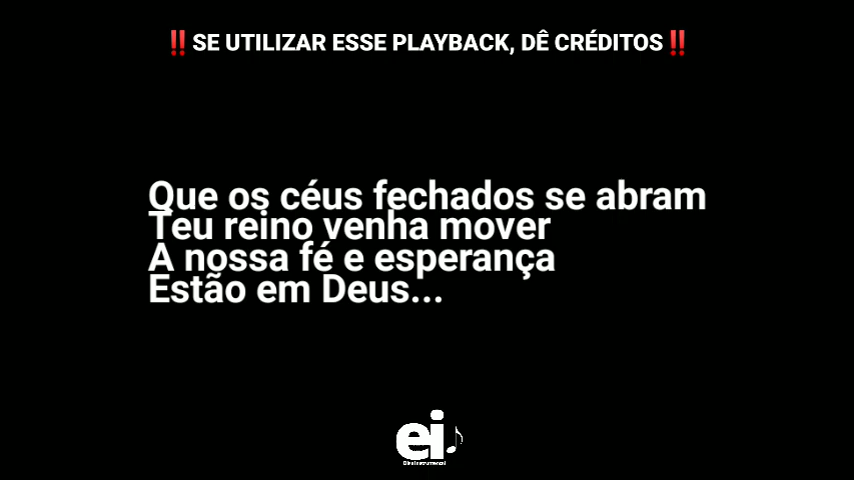 ‼️SE UTILIZAR ESSE PLAYBACK, DÊ CRÉDITOS‼️
Que os céus fechados se abram
Teu reino venha mover
A nossa fé e esperança
Estão em Deus...
ei